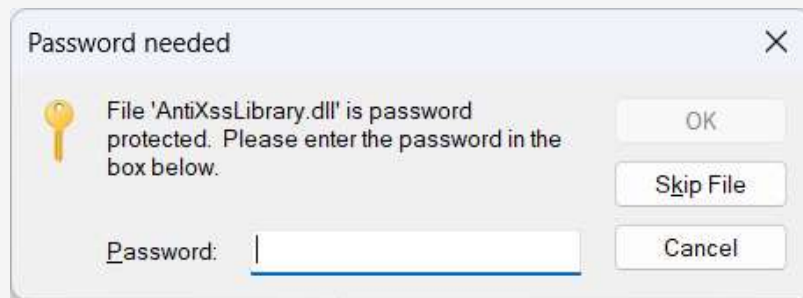 Password needed
File 'AntiXssLibrary.dll' is password
protected. Please enter the password in the
box below.
OK
Skip File
Password:
Cancel